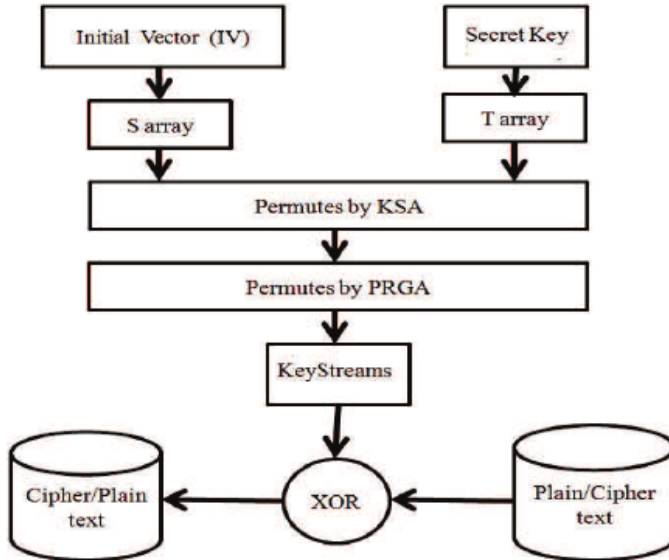 Initial Vector (IV)
Secret Key
S array
T array
Permutes by KSA
Permutes by PRGA
KeyStreams
Cipher/Plain
text
XOR
Plain/Cipher
text